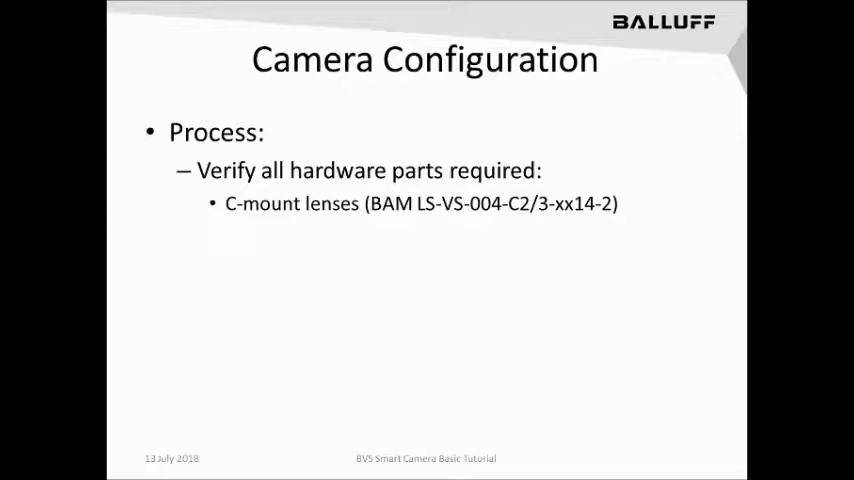 BALLUFF
Camera Configuration
• Process:
– Verify all hardware parts required:
• C-mount lenses (BAM LS-VS-004-C2/3-xx14-2)
13 July 2018
BVS Smart Camera Basic Tutorial